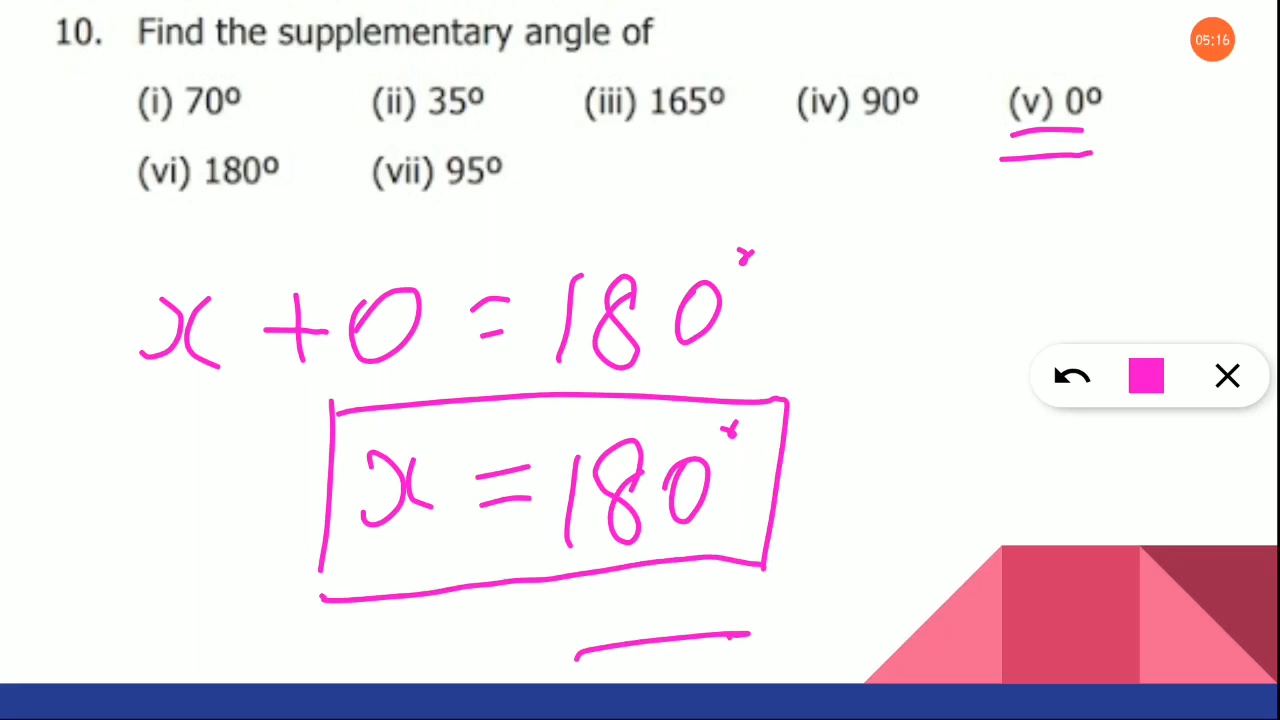 10. Find the supplementary angle of
05:16
(i) 70º (ii) 35º (iii) 165º (iv) 90º (v) 0º
(vi) 180º (vii) 95º
x + 0 = 180°
x = 180°